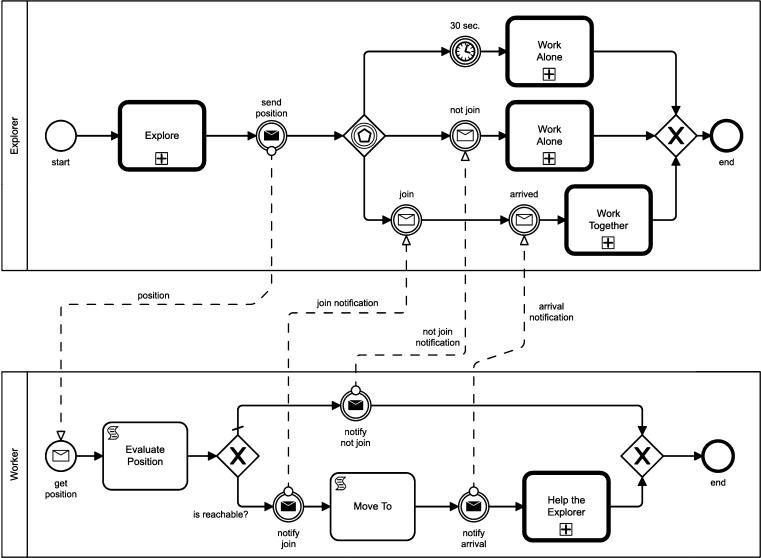 Explorer
start
Explore
send
position
30 sec.
Work
Alone
not join
Work
Alone
join
arrived
Work
Together
X
end
position
join notification
not join
notification
arrival
notification
Worker
get
position
Evaluate
Position
X
is reachable?
notify
not join
notify
join
Move To
notify
arrival
Help the
Explorer
X
end